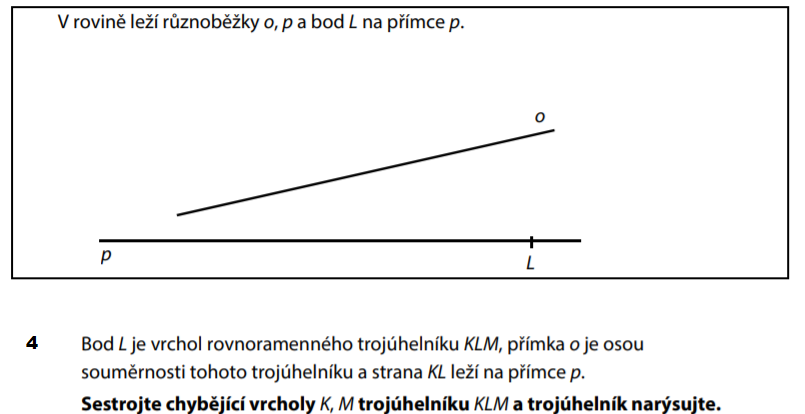 V rovině leží různoběžky o, p a bod L na přímce p.
o
p
L
4 Bod L je vrchol rovnoramenného trojúhelníku KLM, přímka o je osou
souměrnosti tohoto trojúhelníku a strana KL leží na přímce p.
Sestrojte chybějící vrcholy K, M trojúhelníku KLM a trojúhelník narýsujte.